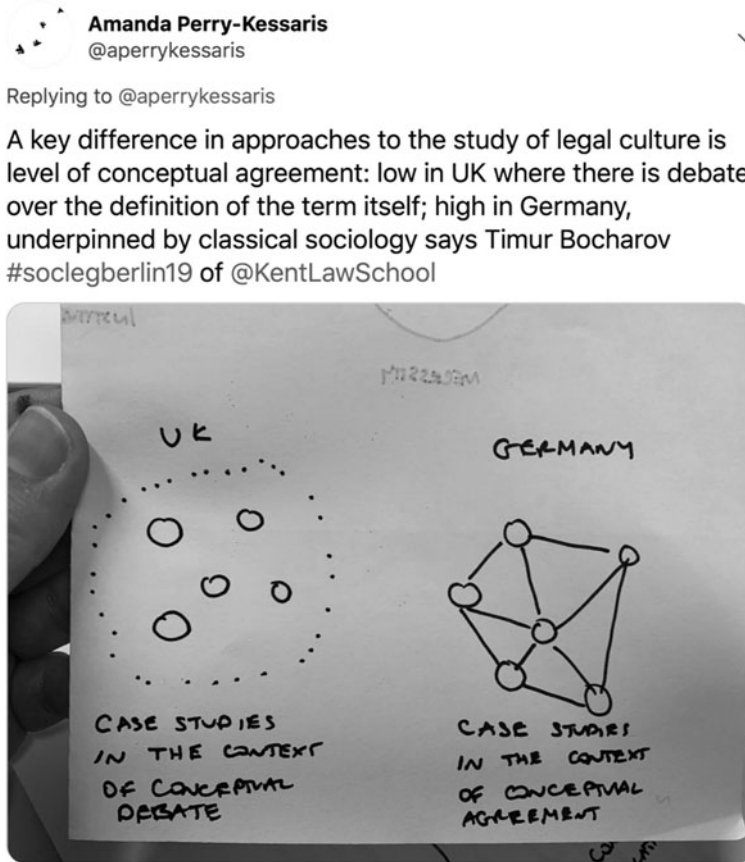 Amanda Perry-Kessaris
@aperrykessaris
Replying to @aperrykessaris
A key difference in approaches to the study of legal culture is
level of conceptual agreement: low in UK where there is debate
over the definition of the term itself; high in Germany,
underpinned by classical sociology says Timur Bocharov
#soclegberlin19 of @KentLawSchool
NECESSITY
UK
GERMANY
CASE STUDIES
IN THE CONTEXT
OF CONCEPTUAL
DEBATE
CASE STUDIES
IN THE CONTEXT
OF CONCEPTUAL
AGREEMENT